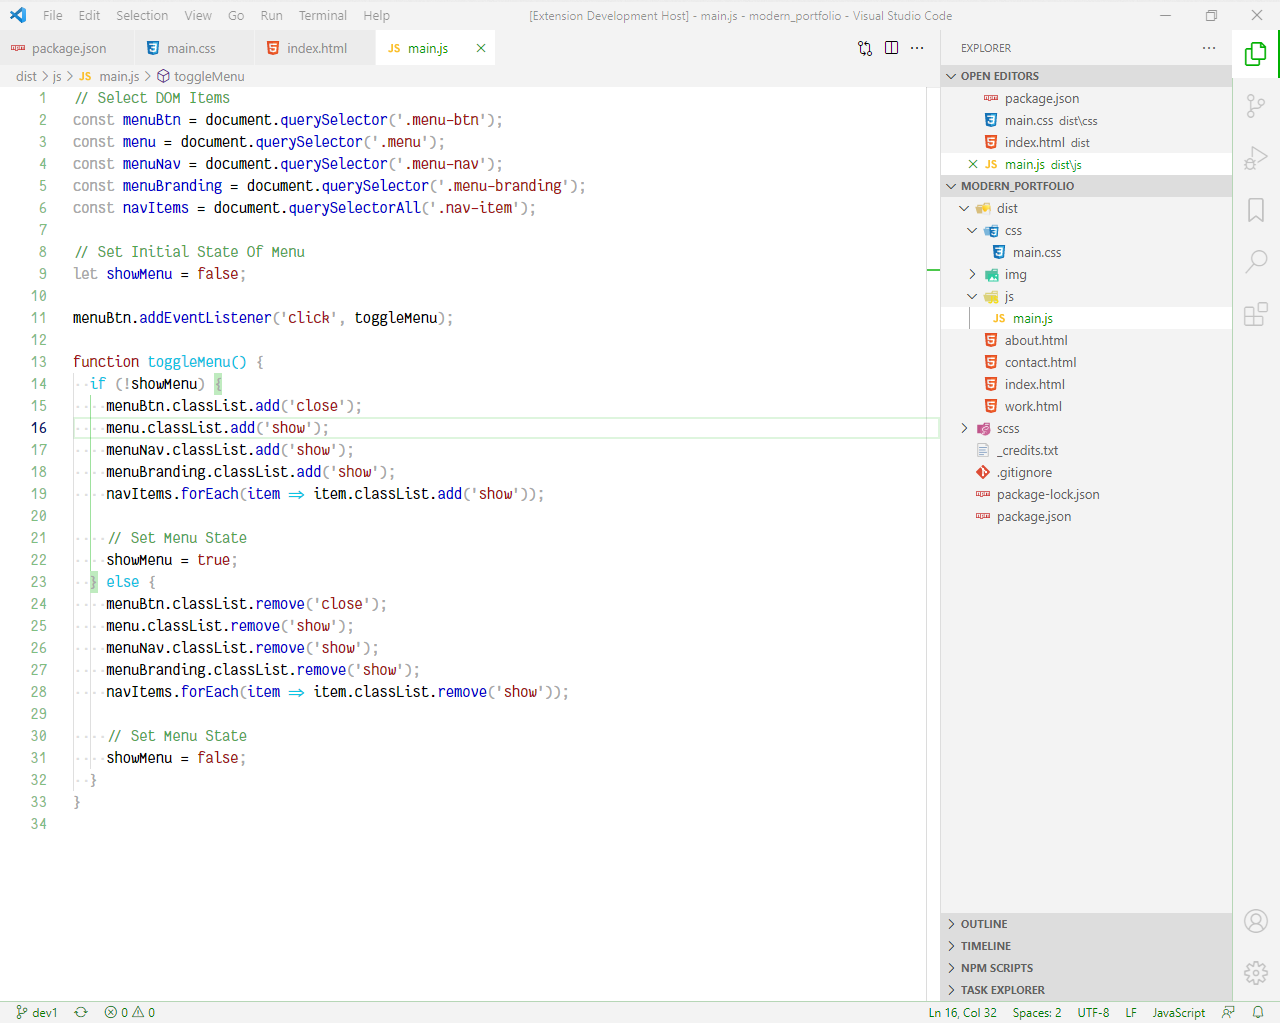 File Edit Selection View Go Run Terminal Help [Extension Development Host] - main.js - modern_portfolio - Visual Studio Code
package.json main.css index.html JS main.js
dist > js > JS main.js > toggleMenu
1 // Select DOM Items
2 const menuBtn = document.querySelector('.menu-btn');
3 const menu = document.querySelector('.menu');
4 const menuNav = document.querySelector('.menu-nav');
5 const menuBranding = document.querySelector('.menu-branding');
6 const navItems = document.querySelectorAll('.nav-item');
7
8 // Set Initial State Of Menu
9 let showMenu = false;
10
11 menuBtn.addEventListener('click', toggleMenu);
12
13 function toggleMenu() {
14 if (!showMenu) {
15 menuBtn.classList.add('close');
16 menu.classList.add('show');
17 menuNav.classList.add('show');
18 menuBranding.classList.add('show');
19 navItems.forEach(item => item.classList.add('show'));
20
21 // Set Menu State
22 showMenu = true;
23 } else {
24 menuBtn.classList.remove('close');
25 menu.classList.remove('show');
26 menuNav.classList.remove('show');
27 menuBranding.classList.remove('show');
28 navItems.forEach(item => item.classList.remove('show'));
29
30 // Set Menu State
31 showMenu = false;
32 }
33 }
34
EXPLORER
OPEN EDITORS
package.json
main.css dist\css
index.html dist
JS main.js dist\js
MODERN_PORTFOLIO
dist
css
main.css
img
js
JS main.js
about.html
contact.html
index.html
work.html
scss
_credits.txt
.gitignore
package-lock.json
package.json
OUTLINE
TIMELINE
NPM SCRIPTS
TASK EXPLORER
dev1 0 0 Ln 16, Col 32 Spaces: 2 UTF-8 LF JavaScript